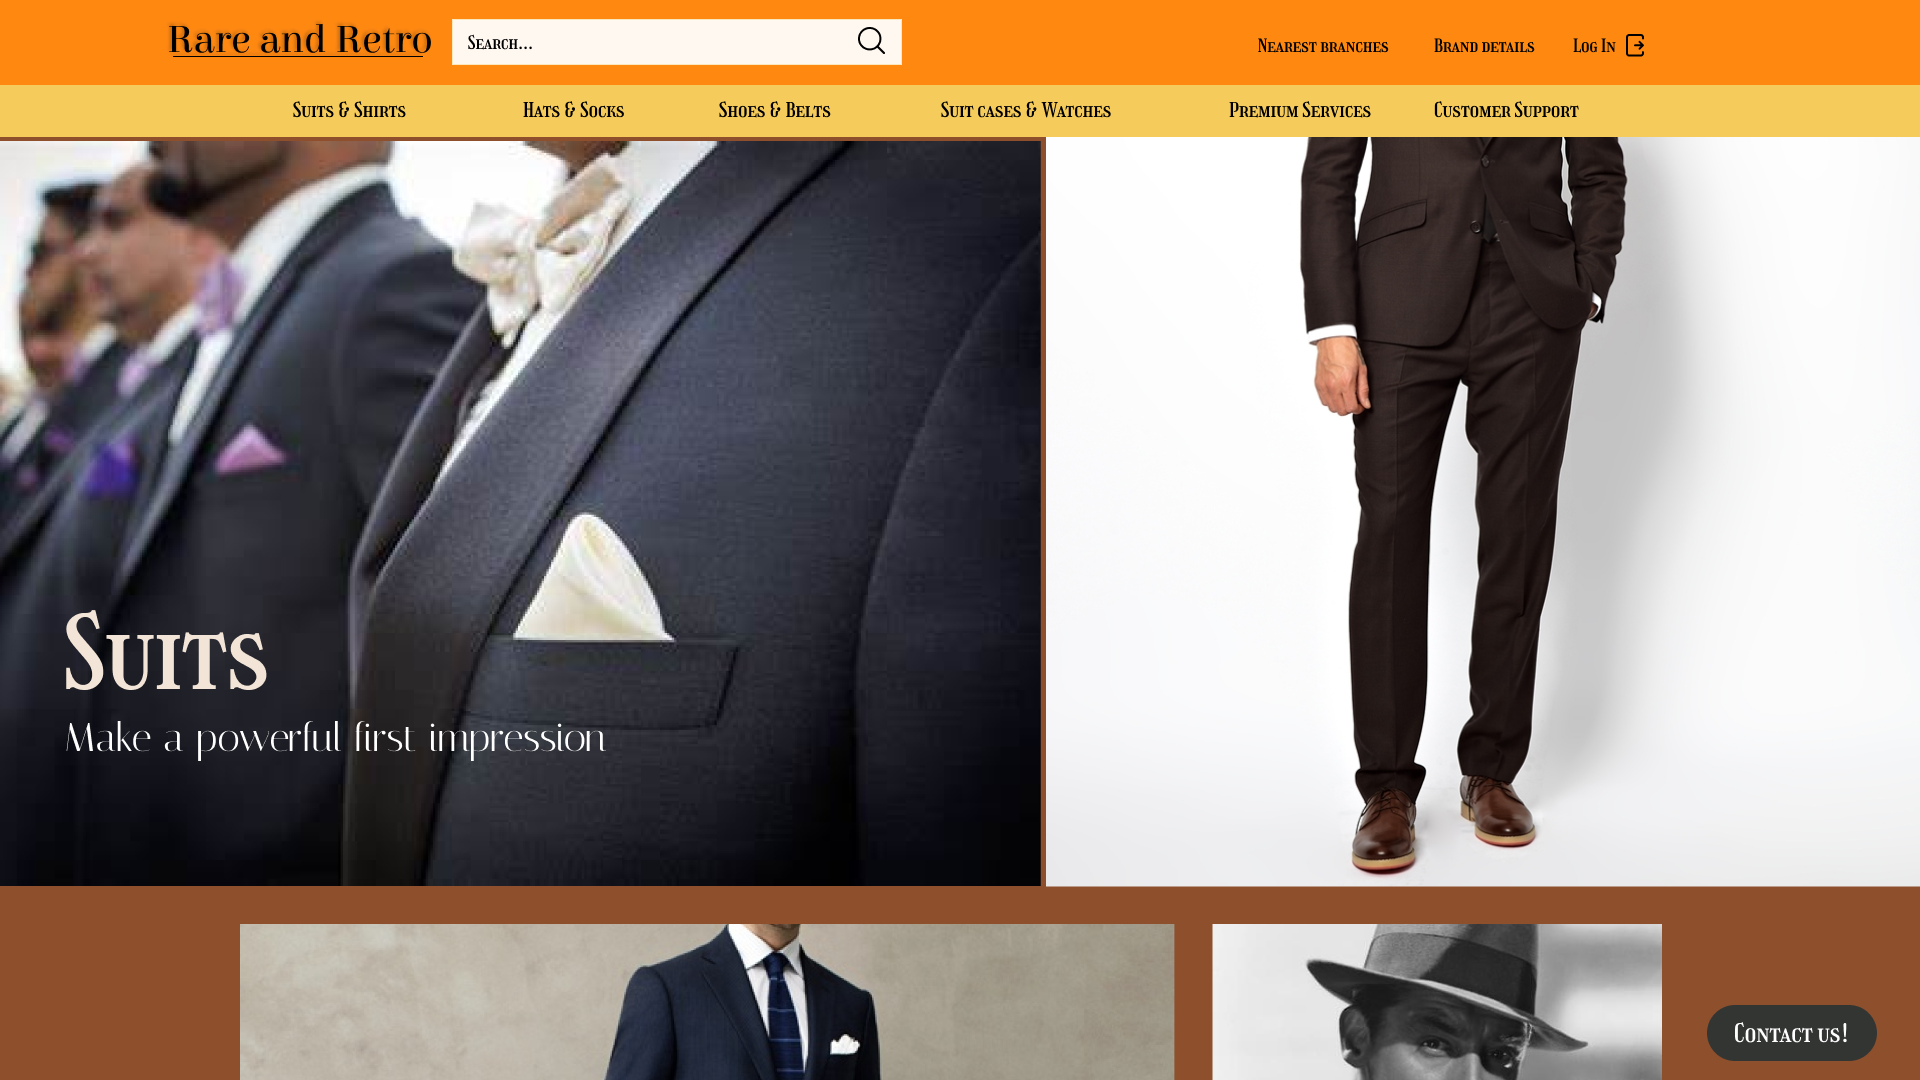 Rare and Retro
Search...
Nearest branches
Brand details
Log In
Suits & Shirts
Hats & Socks
Shoes & Belts
Suit cases & Watches
Premium Services
Customer Support
Suits
Make a powerful first impression
Contact us!